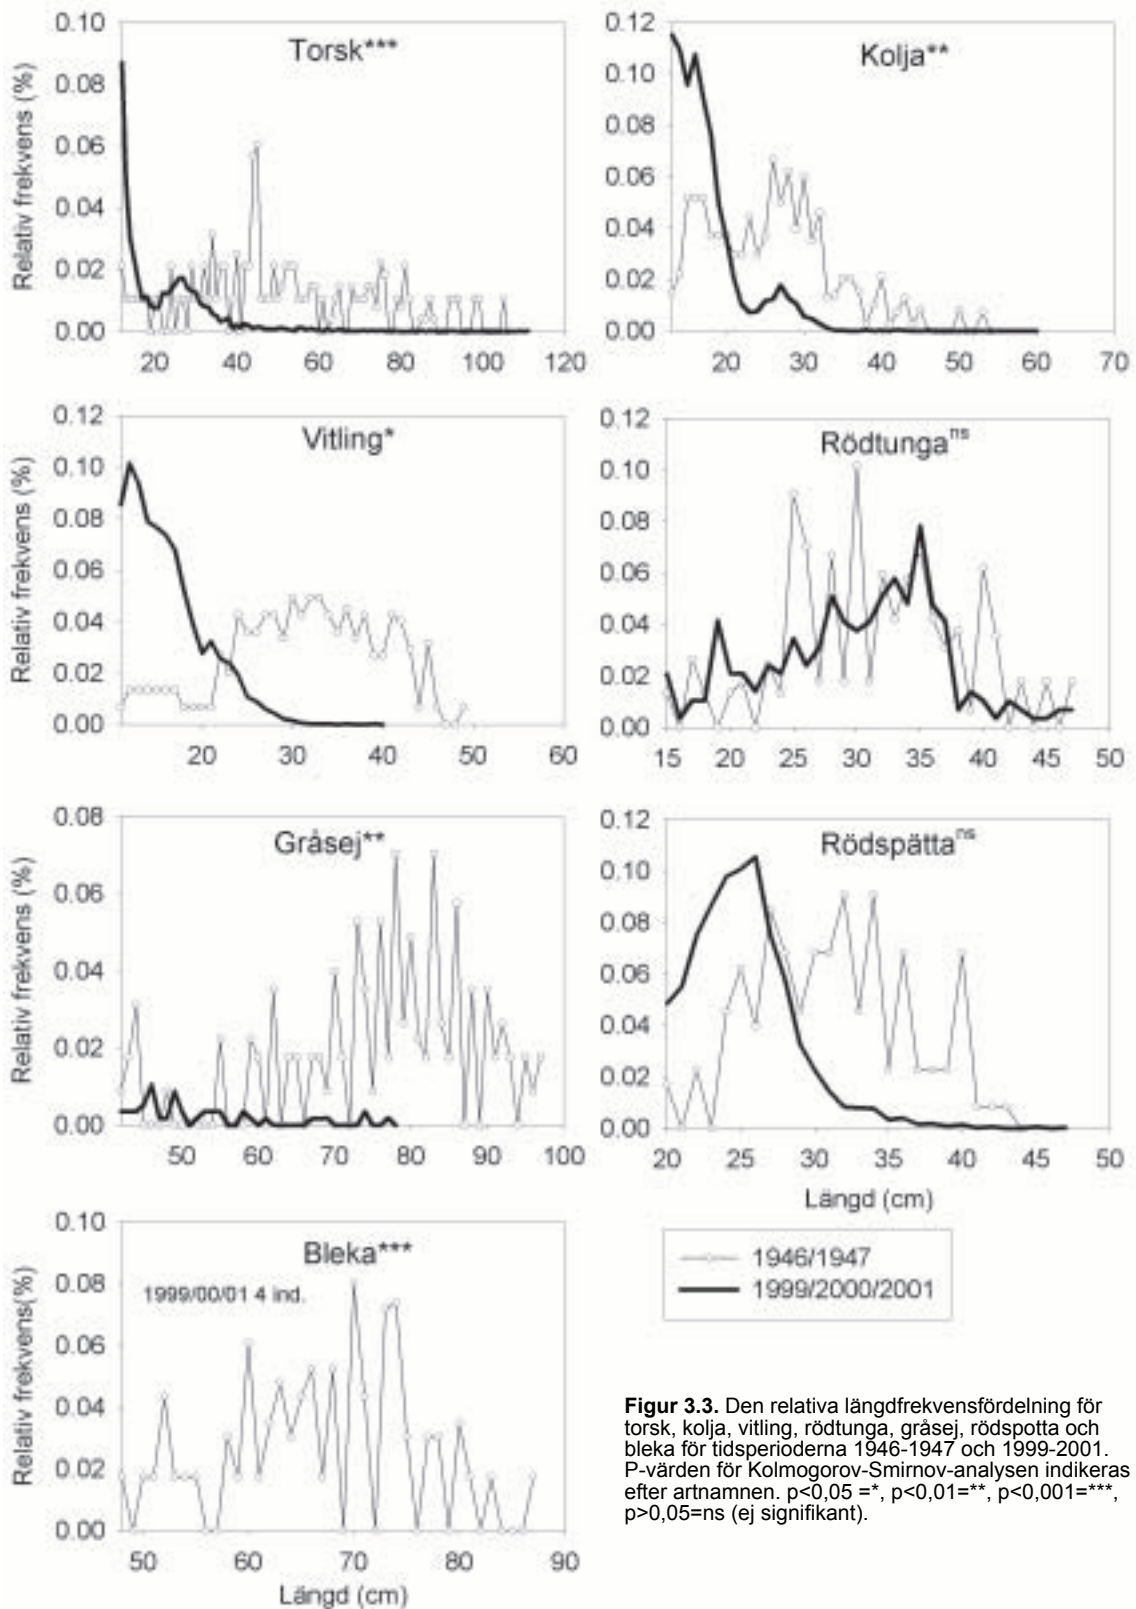 Torsk***
Relativ frekvens (%)
0.10
0.08
0.06
0.04
0.02
0.00
20 40 60 80 100 120
Kolja**
0.12
0.10
0.08
0.06
0.04
0.02
0.00
20 30 40 50 60 70
Vitling*
Relativ frekvens (%)
0.12
0.10
0.08
0.06
0.04
0.02
0.00
20 30 40 50 60
Rödtunga ns
0.12
0.10
0.08
0.06
0.04
0.02
0.00
15 20 25 30 35 40 45 50
Gråsej**
Relativ frekvens (%)
0.08
0.06
0.04
0.02
0.00
50 60 70 80 90 100
Rödspätta ns
0.12
0.10
0.08
0.06
0.04
0.02
0.00
20 25 30 35 40 45 50
Längd (cm)
Bleka***
1999/00/01 4 ind.
Relativ frekvens(%)
0.10
0.08
0.06
0.04
0.02
0.00
50 60 70 80 90
Längd (cm)
1946/1947
1999/2000/2001
Figur 3.3. Den relativa längdfrekvensfördelning för
torsk, kolja, vitling, rödtunga, gråsej, rödspotta och
bleka för tidsperioderna 1946-1947 och 1999-2001.
P-värden för Kolmogorov-Smirnov-analysen indikeras
efter artnamnen. p<0,05 =*, p<0,01=**, p<0,001=***,
p>0,05=ns (ej signifikant).